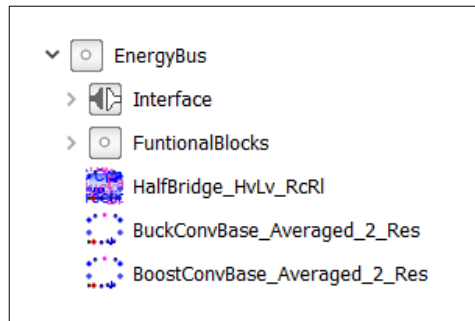 EnergyBus
Interface
FuntionalBlocks
HalfBridge_HvLv_RcRl
BuckConvBase_Averaged_2_Res
BoostConvBase_Averaged_2_Res